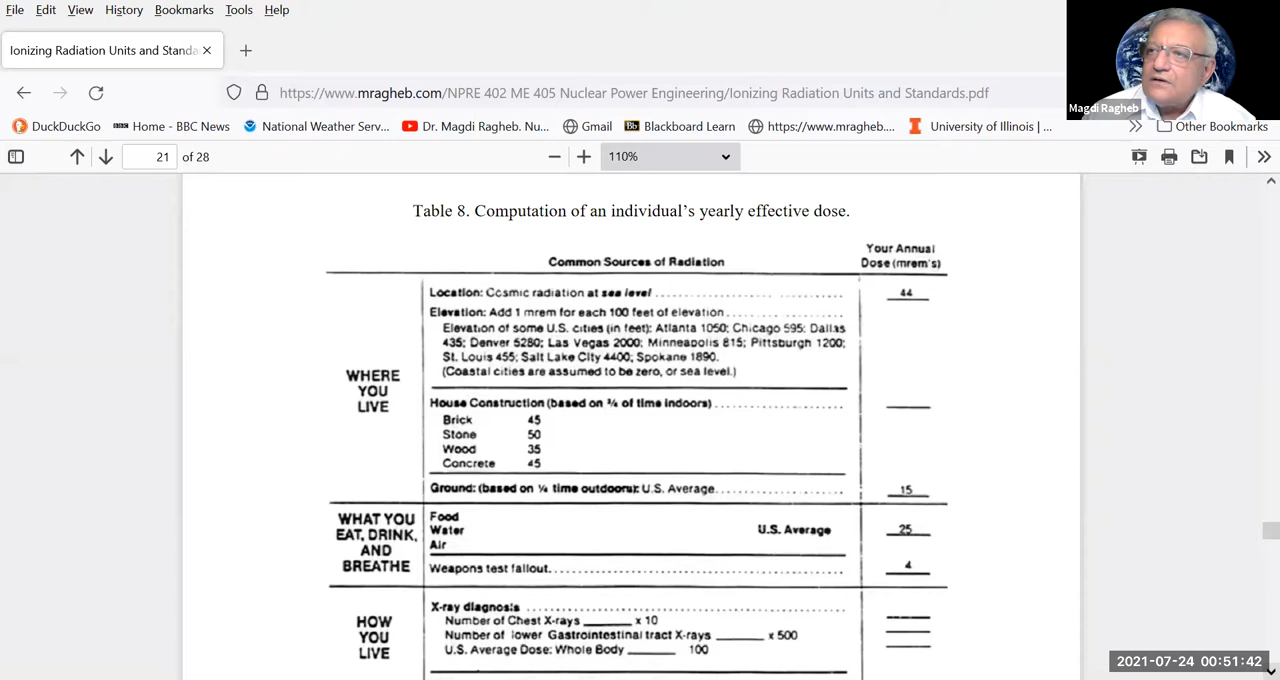 File Edit View History Bookmarks Tools Help
Ionizing Radiation Units and Standa
https://www.mragheb.com/NPRE 402 ME 405 Nuclear Power Engineering/Ionizing Radiation Units and Standards.pdf
Magdi Ragheb
DuckDuckGo BBC Home - BBC News National Weather Serv... Dr. Magdi Ragheb. Nu... Gmail Bb Blackboard Learn https://www.mragheb.... University of Illinois |... Other Bookmarks
21 of 28 110%
Table 8. Computation of an individual's yearly effective dose.
Common Sources of Radiation
Your Annual
Dose (mrem's)
WHERE
YOU
LIVE
Location: Cosmic radiation at sea level .................. 44
Elevation: Add 1 mrem for each 100 feet of elevation ..................
Elevation of some U.S. cities (in feet): Atlanta 1050; Chicago 595; Dallas
435; Denver 5280; Las Vegas 2000; Minneapolis 815; Pittsburgh 1200;
St. Louis 455; Salt Lake City 4400; Spokane 1890.
(Coastal cities are assumed to be zero, or sea level.)
House Construction (based on ¾ of time indoors) ..................
Brick 45
Stone 50
Wood 35
Concrete 45
Ground: (based on ¼ time outdoors): U.S. Average .................. 15
WHAT YOU
EAT, DRINK,
AND
BREATHE
Food
Water U.S. Average 25
Air
Weapons test fallout .................. 4
HOW
YOU
LIVE
X-ray diagnosis ..................
Number of Chest X-rays ______ x 10
Number of lower Gastrointestinal tract X-rays ______ x 500
U.S. Average Dose: Whole Body ______ 100
2021-07-24 00:51:42